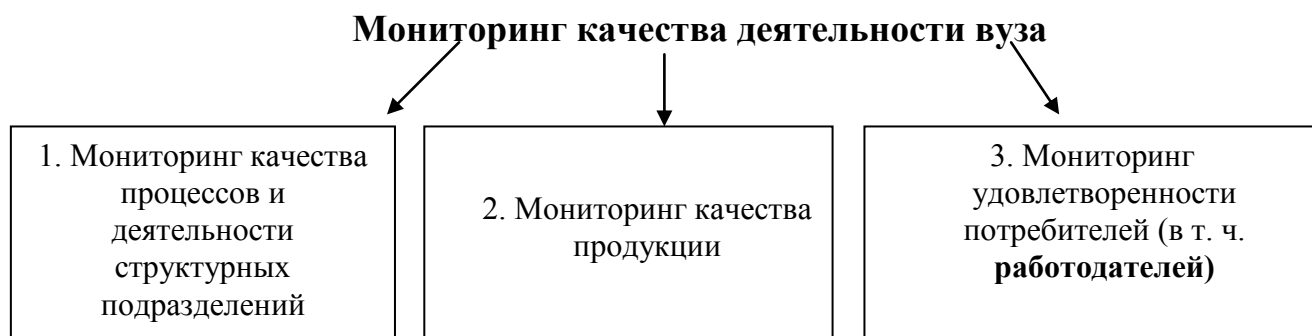 Мониторинг качества деятельности вуза
1. Мониторинг качества
процессов и
деятельности
структурных
подразделений
2. Мониторинг качества
продукции
3. Мониторинг
удовлетворенности
потребителей (в т. ч.
работодателей)